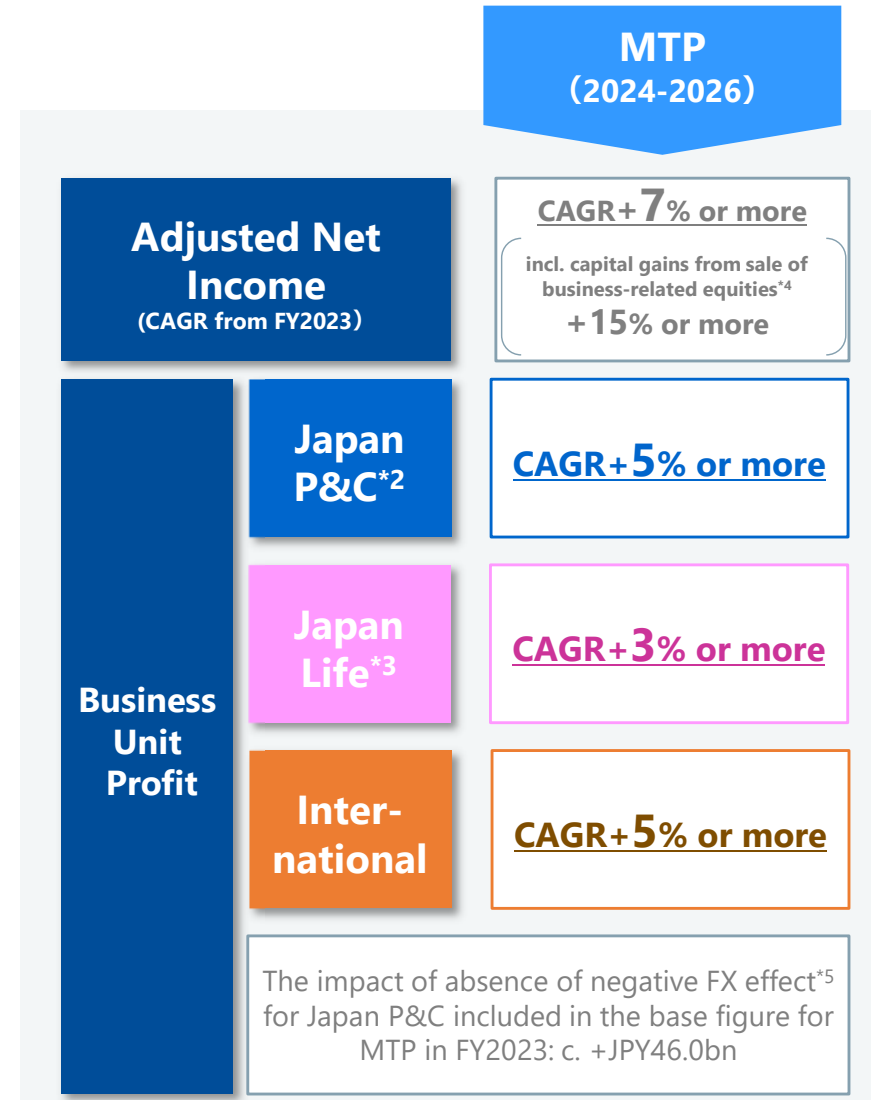 MTP
（2024-2026）
Adjusted Net
Income
(CAGR from FY2023）
CAGR+7% or more
incl. capital gains from sale of
business-related equities*4
+15% or more
Business
Unit
Profit
Japan
P&C*2
CAGR+5% or more
Japan
Life*3
CAGR+3% or more
Inter-
national
CAGR+5% or more
The impact of absence of negative FX effect*5
for Japan P&C included in the base figure for
MTP in FY2023: c. +JPY46.0bn